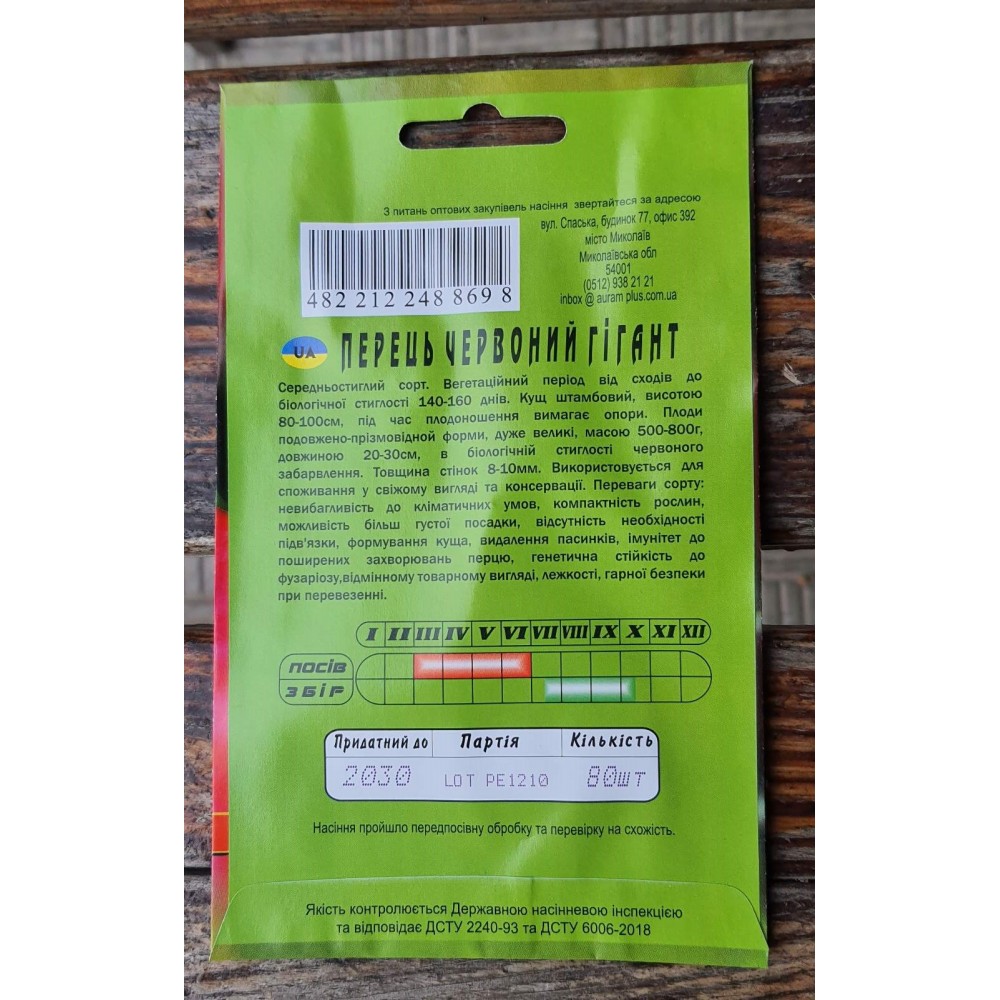 З питань оптових закупівель насіння звертайтеся за адресою
вул. Спаська, будинок 77, офис 392
місто Миколаїв
Миколаївська обл
54001
(0512) 938 21 21
inbox @ auram plus.com.ua
482 212 248 869 8
UA ПЕРЕЦЬ ЧЕРВОНИЙ ГІГАНТ
Середньостиглий сорт. Вегетаційний період від сходів до
біологічної стиглості 140-160 днів. Кущ штамбовий, висотою
80-100см, під час плодоношення вимагає опори. Плоди
подовжено-прізмовідної форми, дуже великі, масою 500-800г,
довжиною 20-30см, в біологічній стиглості червоного
забарвлення. Товщина стінок 8-10мм. Використовується для
споживання у свіжому вигляді та консервації. Переваги сорту:
невибагливість до кліматичних умов, компактність рослин,
можливість більш густої посадки, відсутність необхідності
підв'язки, формування куща, видалення пасинків, імунітет до
поширених захворювань перцю, генетична стійкість до
фузаріозу,відмінному товарному вигляді, лежкості, гарної безпеки
при перевезенні.
I II III IV V VI VII VIII IX X XI XII
ПОСІВ
ЗБІР
Придатний до Партія Кількість
2030 LOT PE1210 80шт
Насіння пройшло передпосівну обробку та перевірку на схожість.
Якість контролюється Державною насінневою інспекцією
та відповідає ДСТУ 2240-93 та ДСТУ 6006-2018